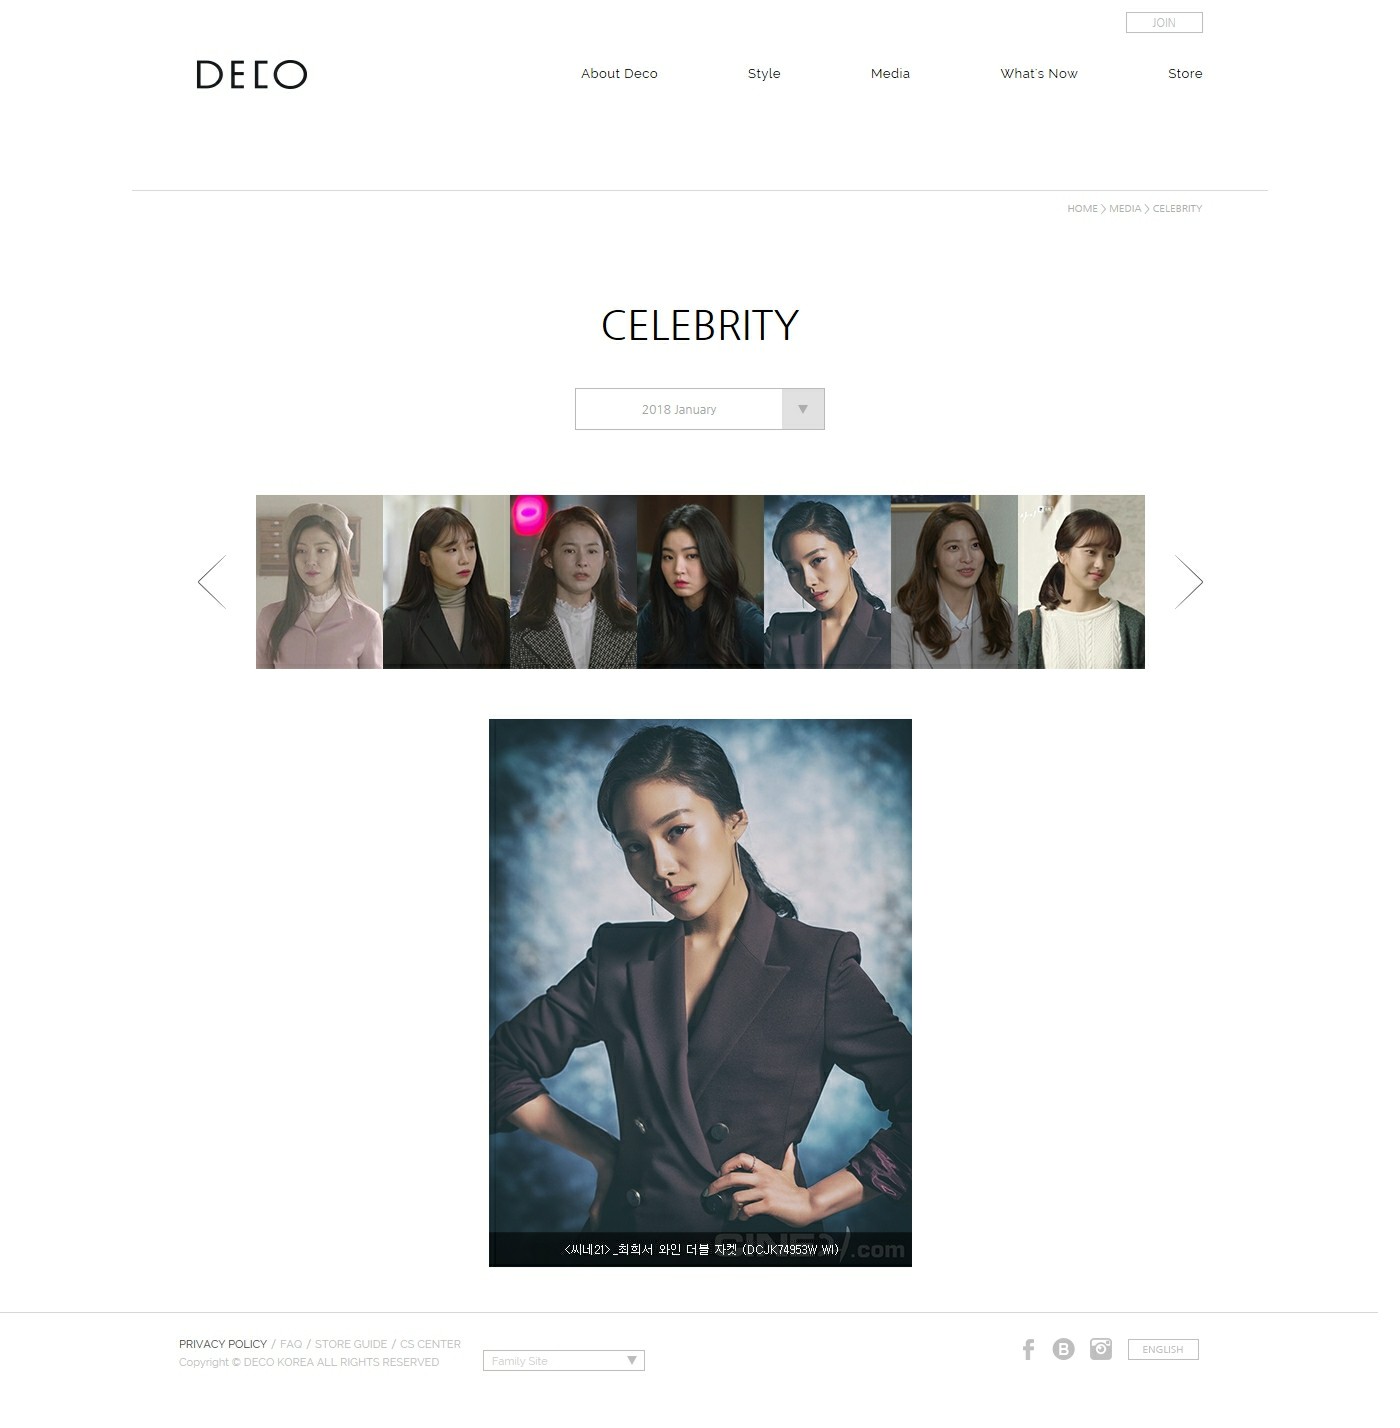 JOIN
DECO
About Deco Style Media What's Now Store
HOME > MEDIA > CELEBRITY
CELEBRITY
2018 January
<씨네21>_최희서 와인 더블 자켓 (DCJK74953W WI)
.com
PRIVACY POLICY / FAQ / STORE GUIDE / CS CENTER
Copyright © DECO KOREA ALL RIGHTS RESERVED
Family Site
ENGLISH